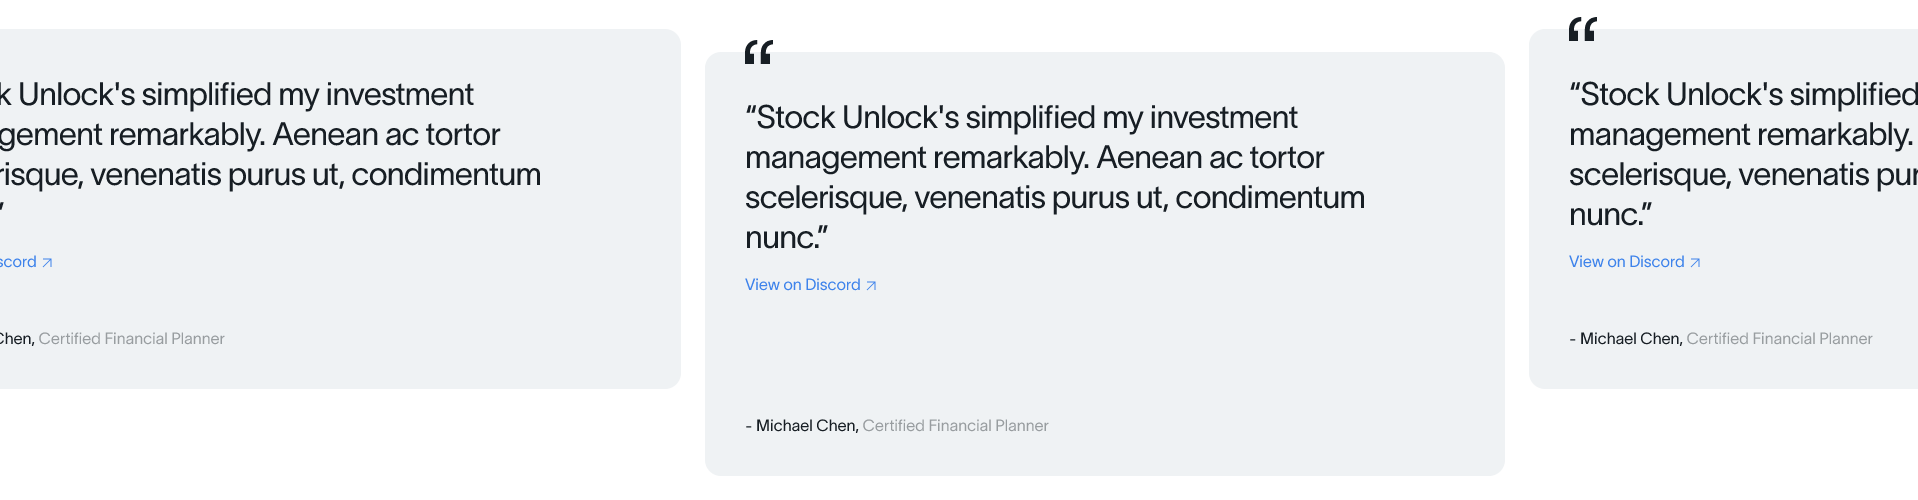 k Unlock's simplified my investment
gement remarkably. Aenean ac tortor
risque, venenatis purus ut, condimentum
”
scord ↗
Chen, Certified Financial Planner
“
“Stock Unlock's simplified my investment
management remarkably. Aenean ac tortor
scelerisque, venenatis purus ut, condimentum
nunc.”
View on Discord ↗
- Michael Chen, Certified Financial Planner
“
“Stock Unlock's simplified
management remarkably.
scelerisque, venenatis pur
nunc.”
View on Discord ↗
- Michael Chen, Certified Financial Planner